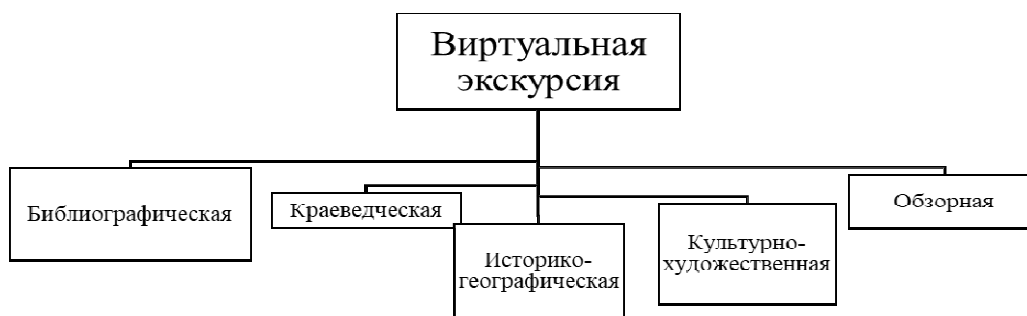 Виртуальная
экскурсия
Библиографическая
Краеведческая
Историко-
географическая
Культурно-
художественная
Обзорная